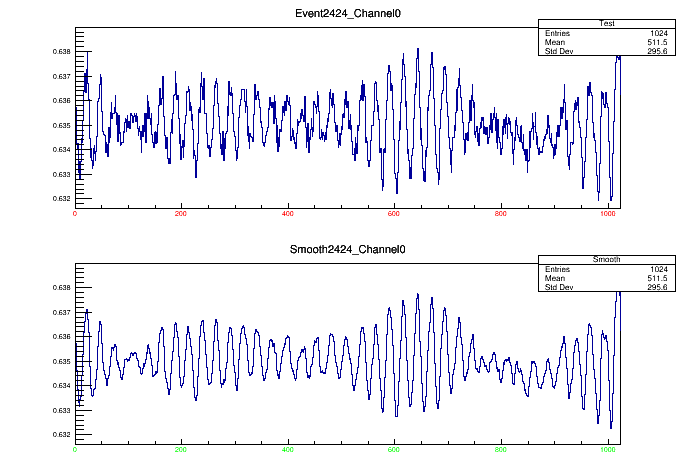 Event2424_Channel0
Test
Entries 1024
Mean 511.5
Std Dev 295.6
0.638
0.637
0.636
0.635
0.634
0.633
0.632
0 200 400 600 800 1000
Smooth2424_Channel0
Smooth
Entries 1024
Mean 511.5
Std Dev 295.6
0.638
0.637
0.636
0.635
0.634
0.633
0.632
0 200 400 600 800 1000